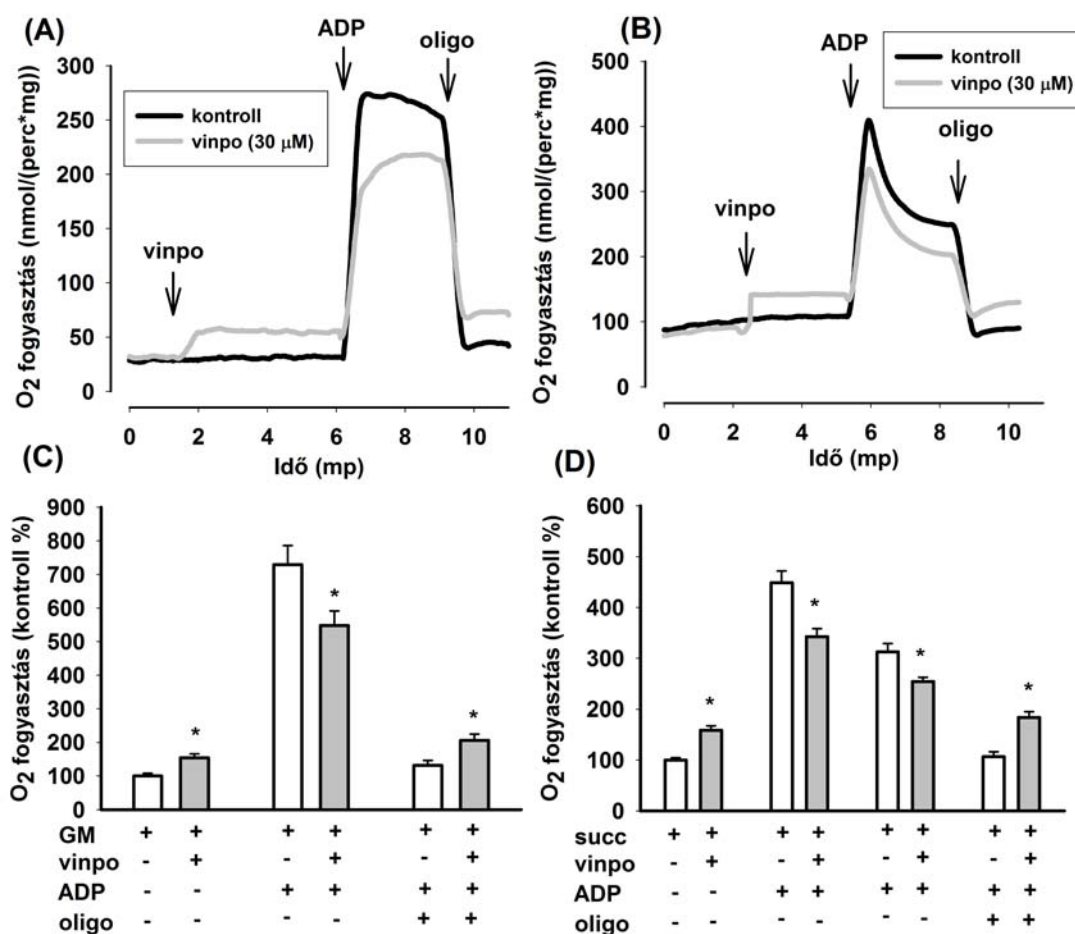 (A)
ADP
oligo
kontroll
vinpo (30 µM)
vinpo
O2 fogyasztás (nmol/(perc*mg))
300
250
200
150
100
50
0
0 2 4 6 8 10
Idő (mp)
(B)
ADP
kontroll
vinpo (30 µM)
oligo
vinpo
O2 fogyasztás (nmol/(perc*mg))
500
400
300
200
100
0
0 2 4 6 8 10
Idő (mp)
(C)
O2 fogyasztás (kontroll %)
900
800
700
600
500
400
300
200
100
0
* * *
GM + + + + + +
vinpo - + - + - +
ADP - - + + + +
oligo - - - - + +
(D)
O2 fogyasztás (kontroll %)
600
500
400
300
200
100
0
* * * *
succ + + + + + + + +
vinpo - + - + - + - +
ADP - - + + + + + +
oligo - - - - - - + +